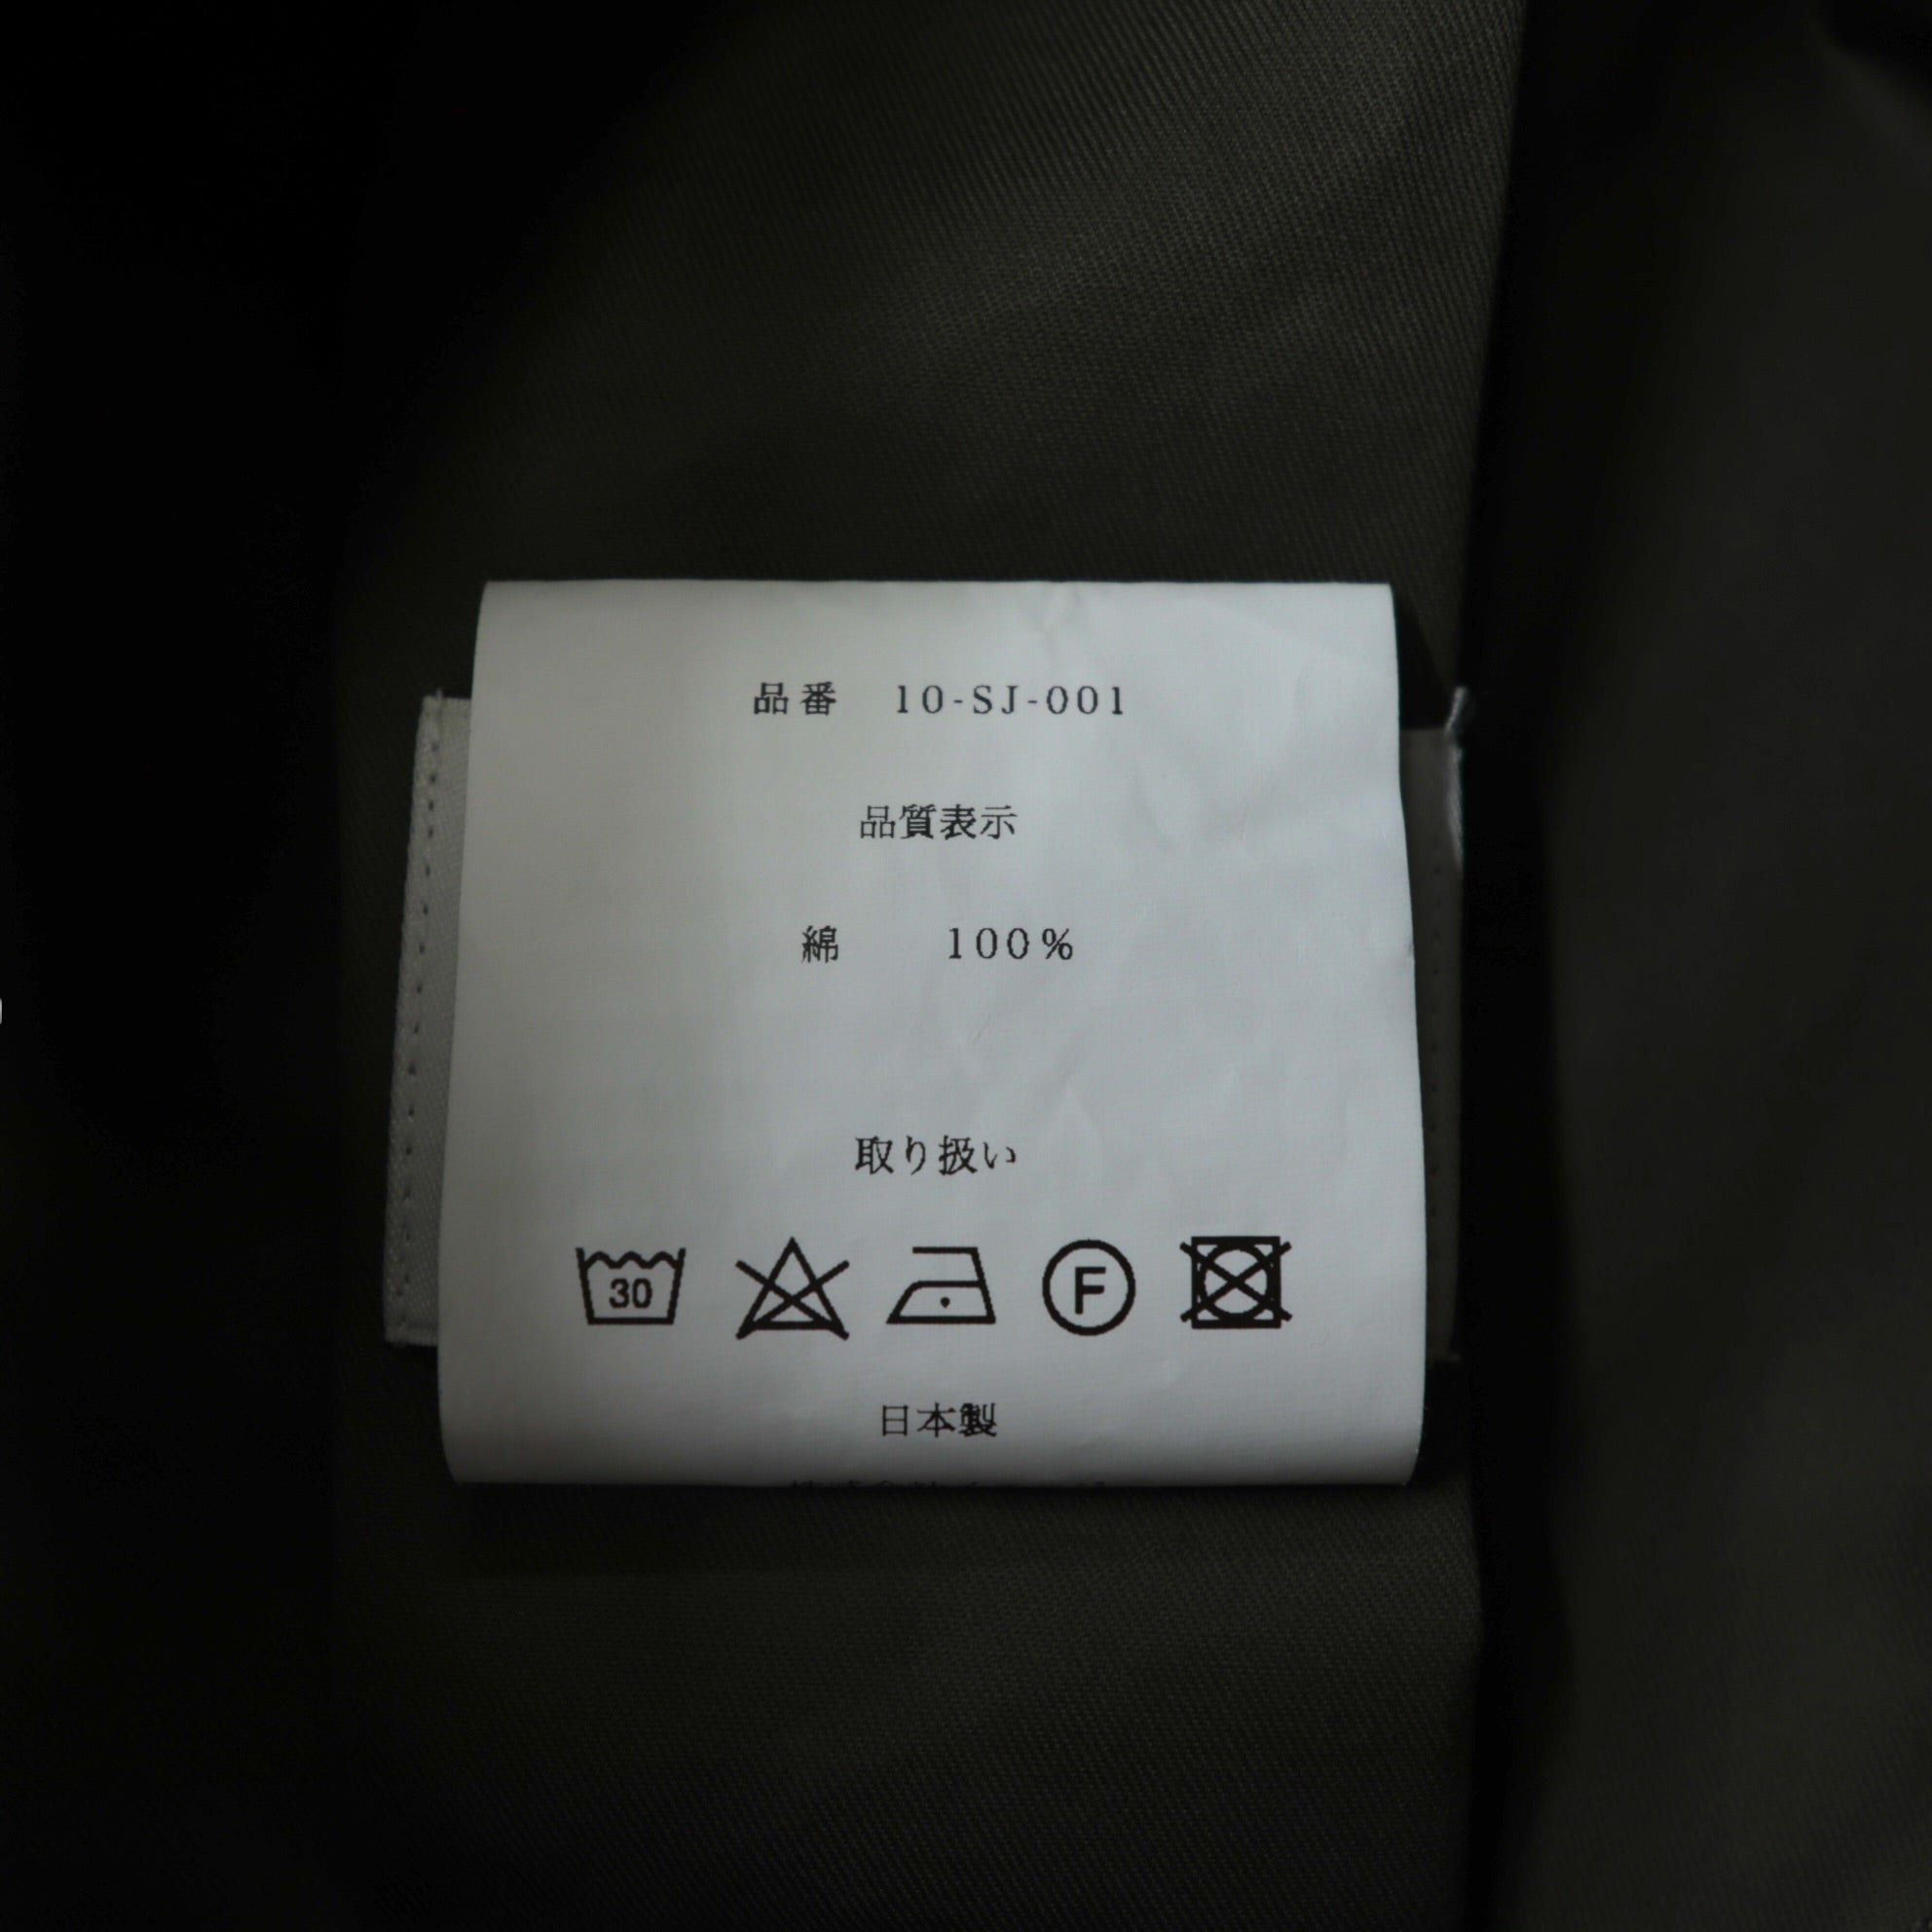 品番 10-SJ-001
品質表示
綿 100%
取り扱い
30 F
日本製